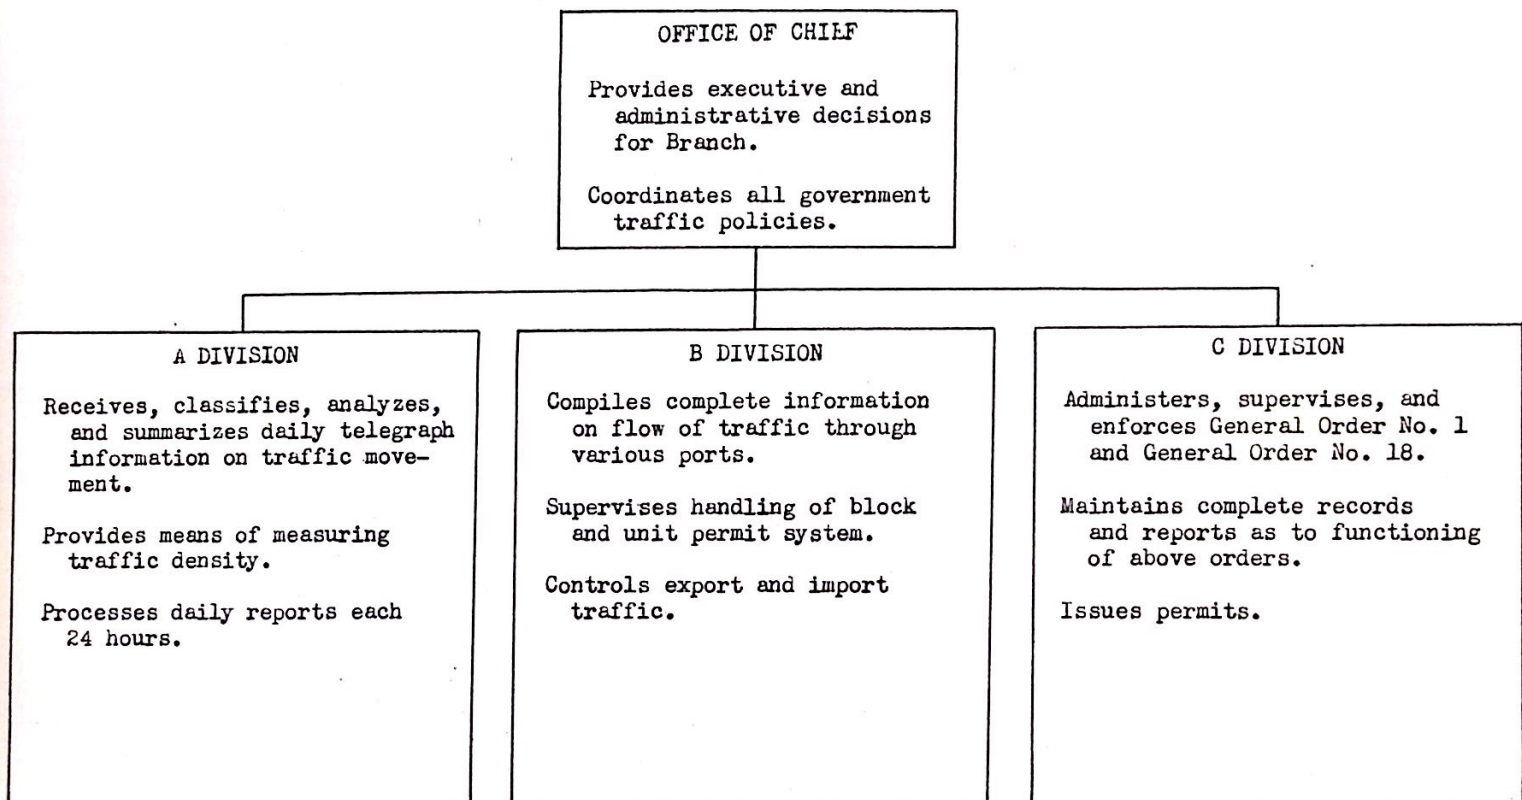 OFFICE OF CHIEF
Provides executive and
administrative decisions
for Branch.
Coordinates all government
traffic policies.
A DIVISION
Receives, classifies, analyzes,
and summarizes daily telegraph
information on traffic move-
ment.
Provides means of measuring
traffic density.
Processes daily reports each
24 hours.
B DIVISION
Compiles complete information
on flow of traffic through
various ports.
Supervises handling of block
and unit permit system.
Controls export and import
traffic.
C DIVISION
Administers, supervises, and
enforces General Order No. 1
and General Order No. 18.
Maintains complete records
and reports as to functioning
of above orders.
Issues permits.